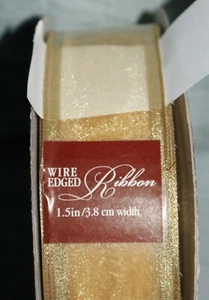 WIRE
EDGED Ribbon
1.5in/3.8 cm width